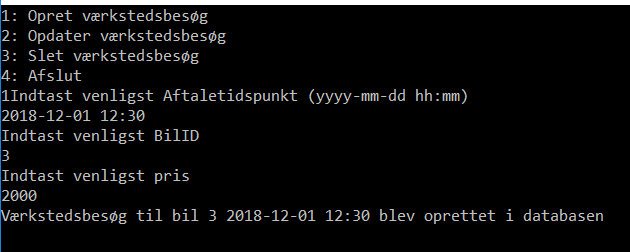 1: Opret værkstedsbesøg
2: Opdater værkstedsbesøg
3: Slet værkstedsbesøg
4: Afslut
1Indtast venligst Aftaletidspunkt (yyyy-mm-dd hh:mm)
2018-12-01 12:30
Indtast venligst BilID
3
Indtast venligst pris
2000
Værkstedsbesøg til bil 3 2018-12-01 12:30 blev oprettet i databasen